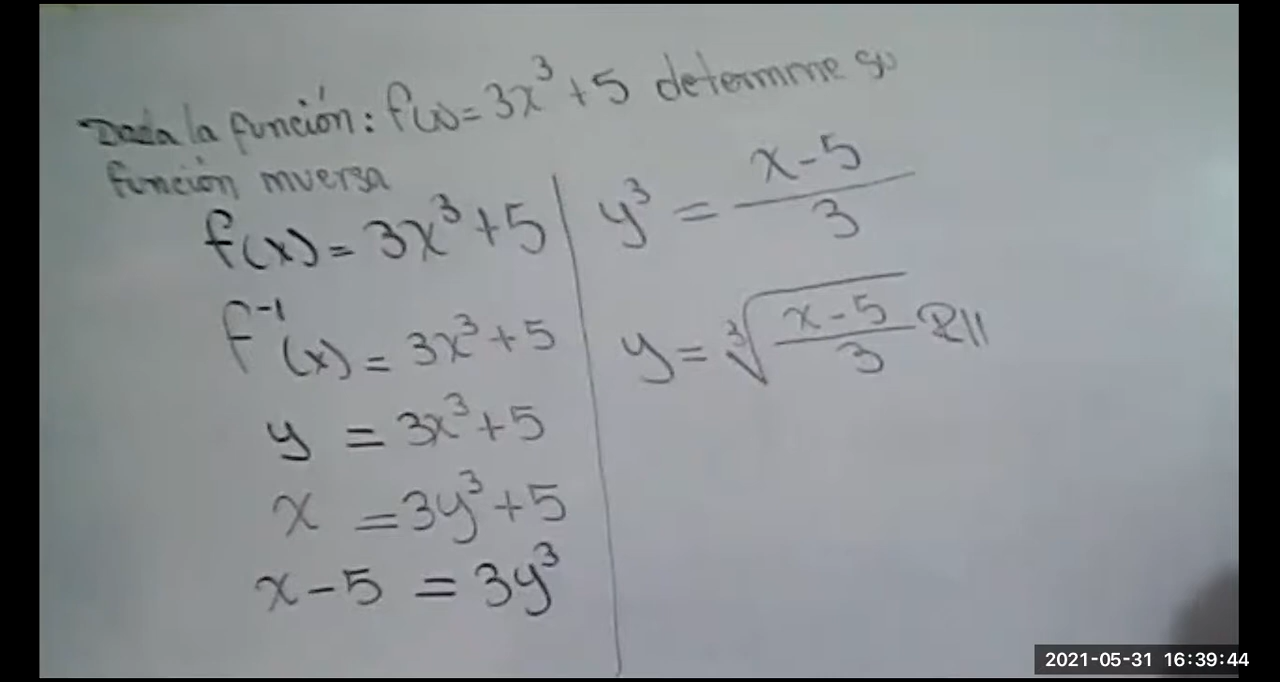 Dada la función: f(x) = 3x³ + 5 determine su
función inversa
f(x) = 3x³ + 5
f⁻¹(x) = 3x³ + 5
y = 3x³ + 5
x = 3y³ + 5
x - 5 = 3y³
y³ = (x - 5)/3
y = ∛((x - 5)/3) R//
2021-05-31 16:39:44